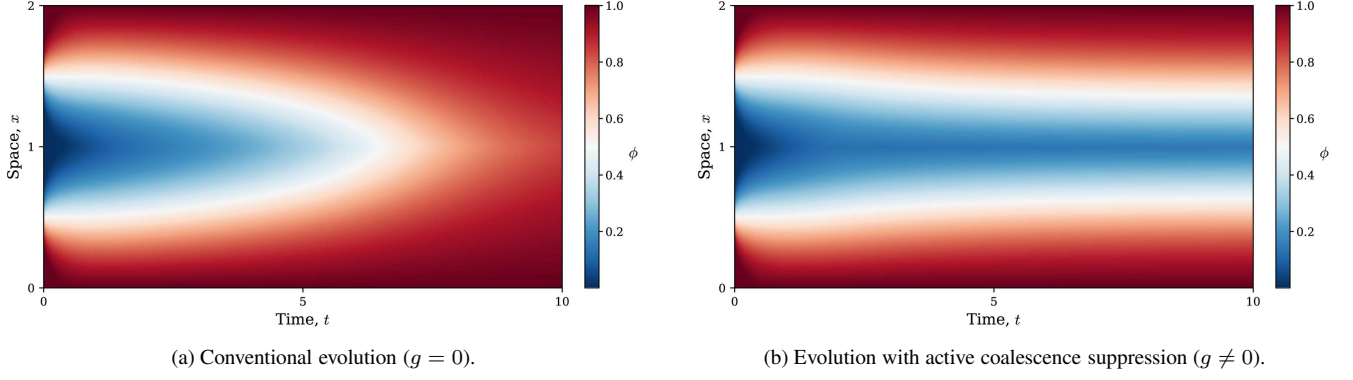 2
1
0
Space, x
0
5
10
Time, t
1.0
0.8
0.6
0.4
0.2
ϕ
(a) Conventional evolution (g = 0).
2
1
0
Space, x
0
5
10
Time, t
1.0
0.8
0.6
0.4
0.2
ϕ
(b) Evolution with active coalescence suppression (g ≠ 0).